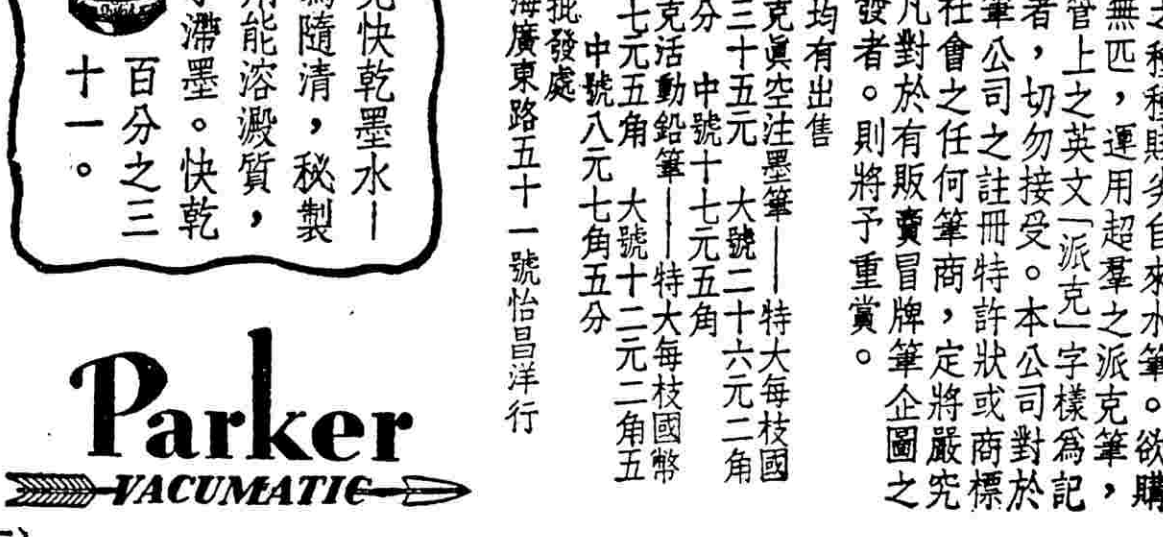 之種種賤劣自來水筆。欲購
無匹，運用超羣之派克筆，
管上之英文「派克」字樣爲記
者，切勿接受。本公司對於
筆公司之註冊特許狀或商標
社會之任何筆商，定將嚴究
凡對於有販賣冒牌筆企圖之
發者。則將予重賞。
均有出售
克眞空注墨筆——特大每枝國
三十五元　大號二十六元二角
分　中號十七元五角
克活動鉛筆——特大每枝國幣
七元五角　大號十二元二角五
中號八元七角五分
批發處
海廣東路五十一號怡昌洋行
克快乾墨水—
爲隨清，秘製
用能溶澱質，
滯墨。快乾
百分之三
十一。
Parker
VACUMATIC